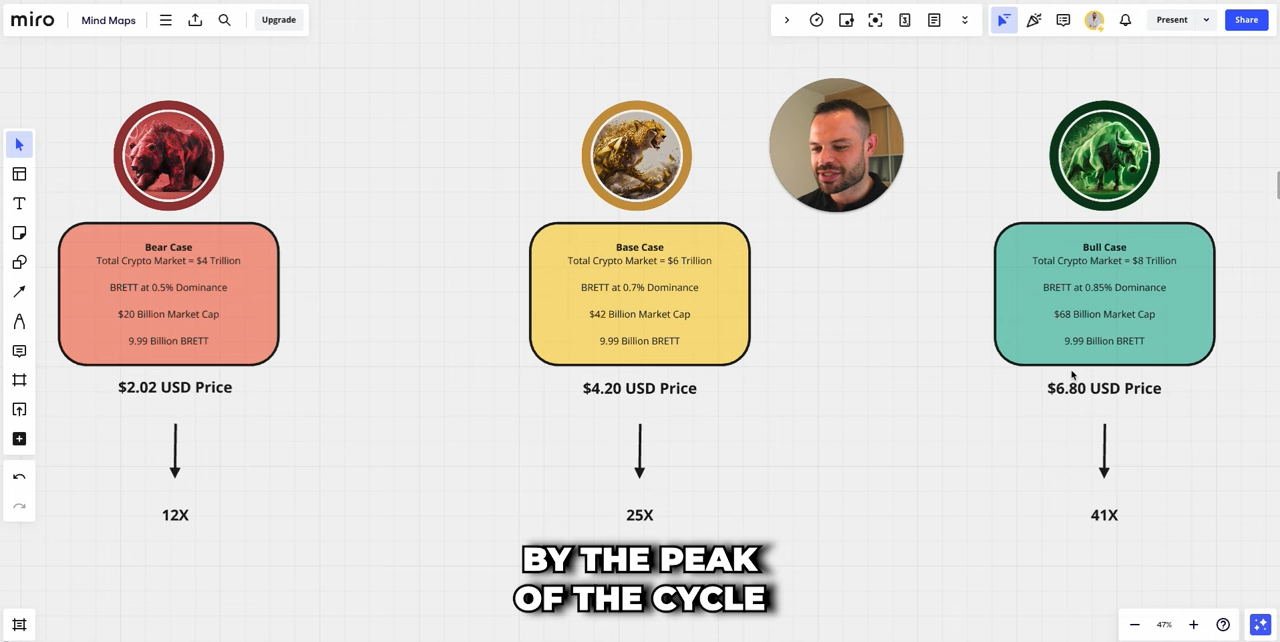 miro
Mind Maps
Upgrade
3
Present
Share
Bear Case
Total Crypto Market = $4 Trillion
BRETT at 0.5% Dominance
$20 Billion Market Cap
9.99 Billion BRETT
$2.02 USD Price
12X
Base Case
Total Crypto Market = $6 Trillion
BRETT at 0.7% Dominance
$42 Billion Market Cap
9.99 Billion BRETT
$4.20 USD Price
25X
Bull Case
Total Crypto Market = $8 Trillion
BRETT at 0.85% Dominance
$68 Billion Market Cap
9.99 Billion BRETT
$6.80 USD Price
41X
BY THE PEAK
OF THE CYCLE
47%